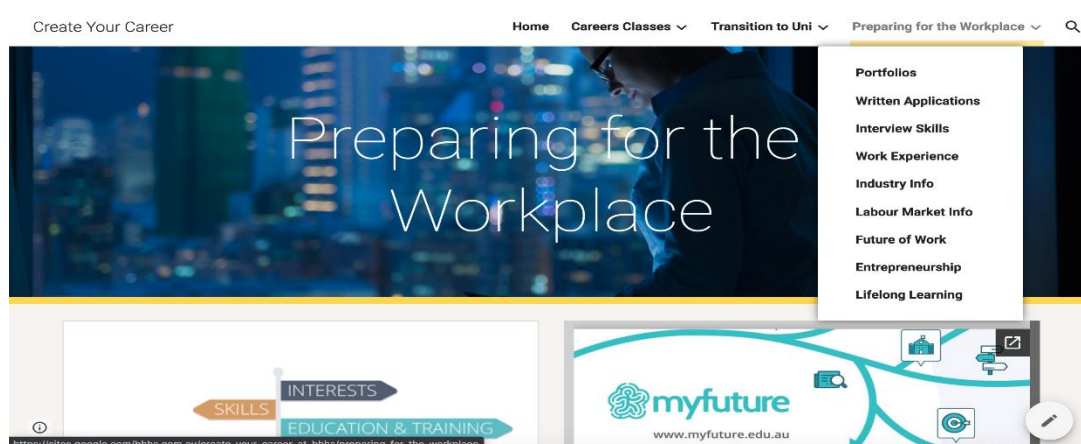 Create Your Career
Home Careers Classes Transition to Uni Preparing for the Workplace
Portfolios
Written Applications
Interview Skills
Work Experience
Industry Info
Labour Market Info
Future of Work
Entrepreneurship
Lifelong Learning
Preparing for the
Workplace
INTERESTS
SKILLS
EDUCATION & TRAINING
myfuture
www.myfuture.edu.au